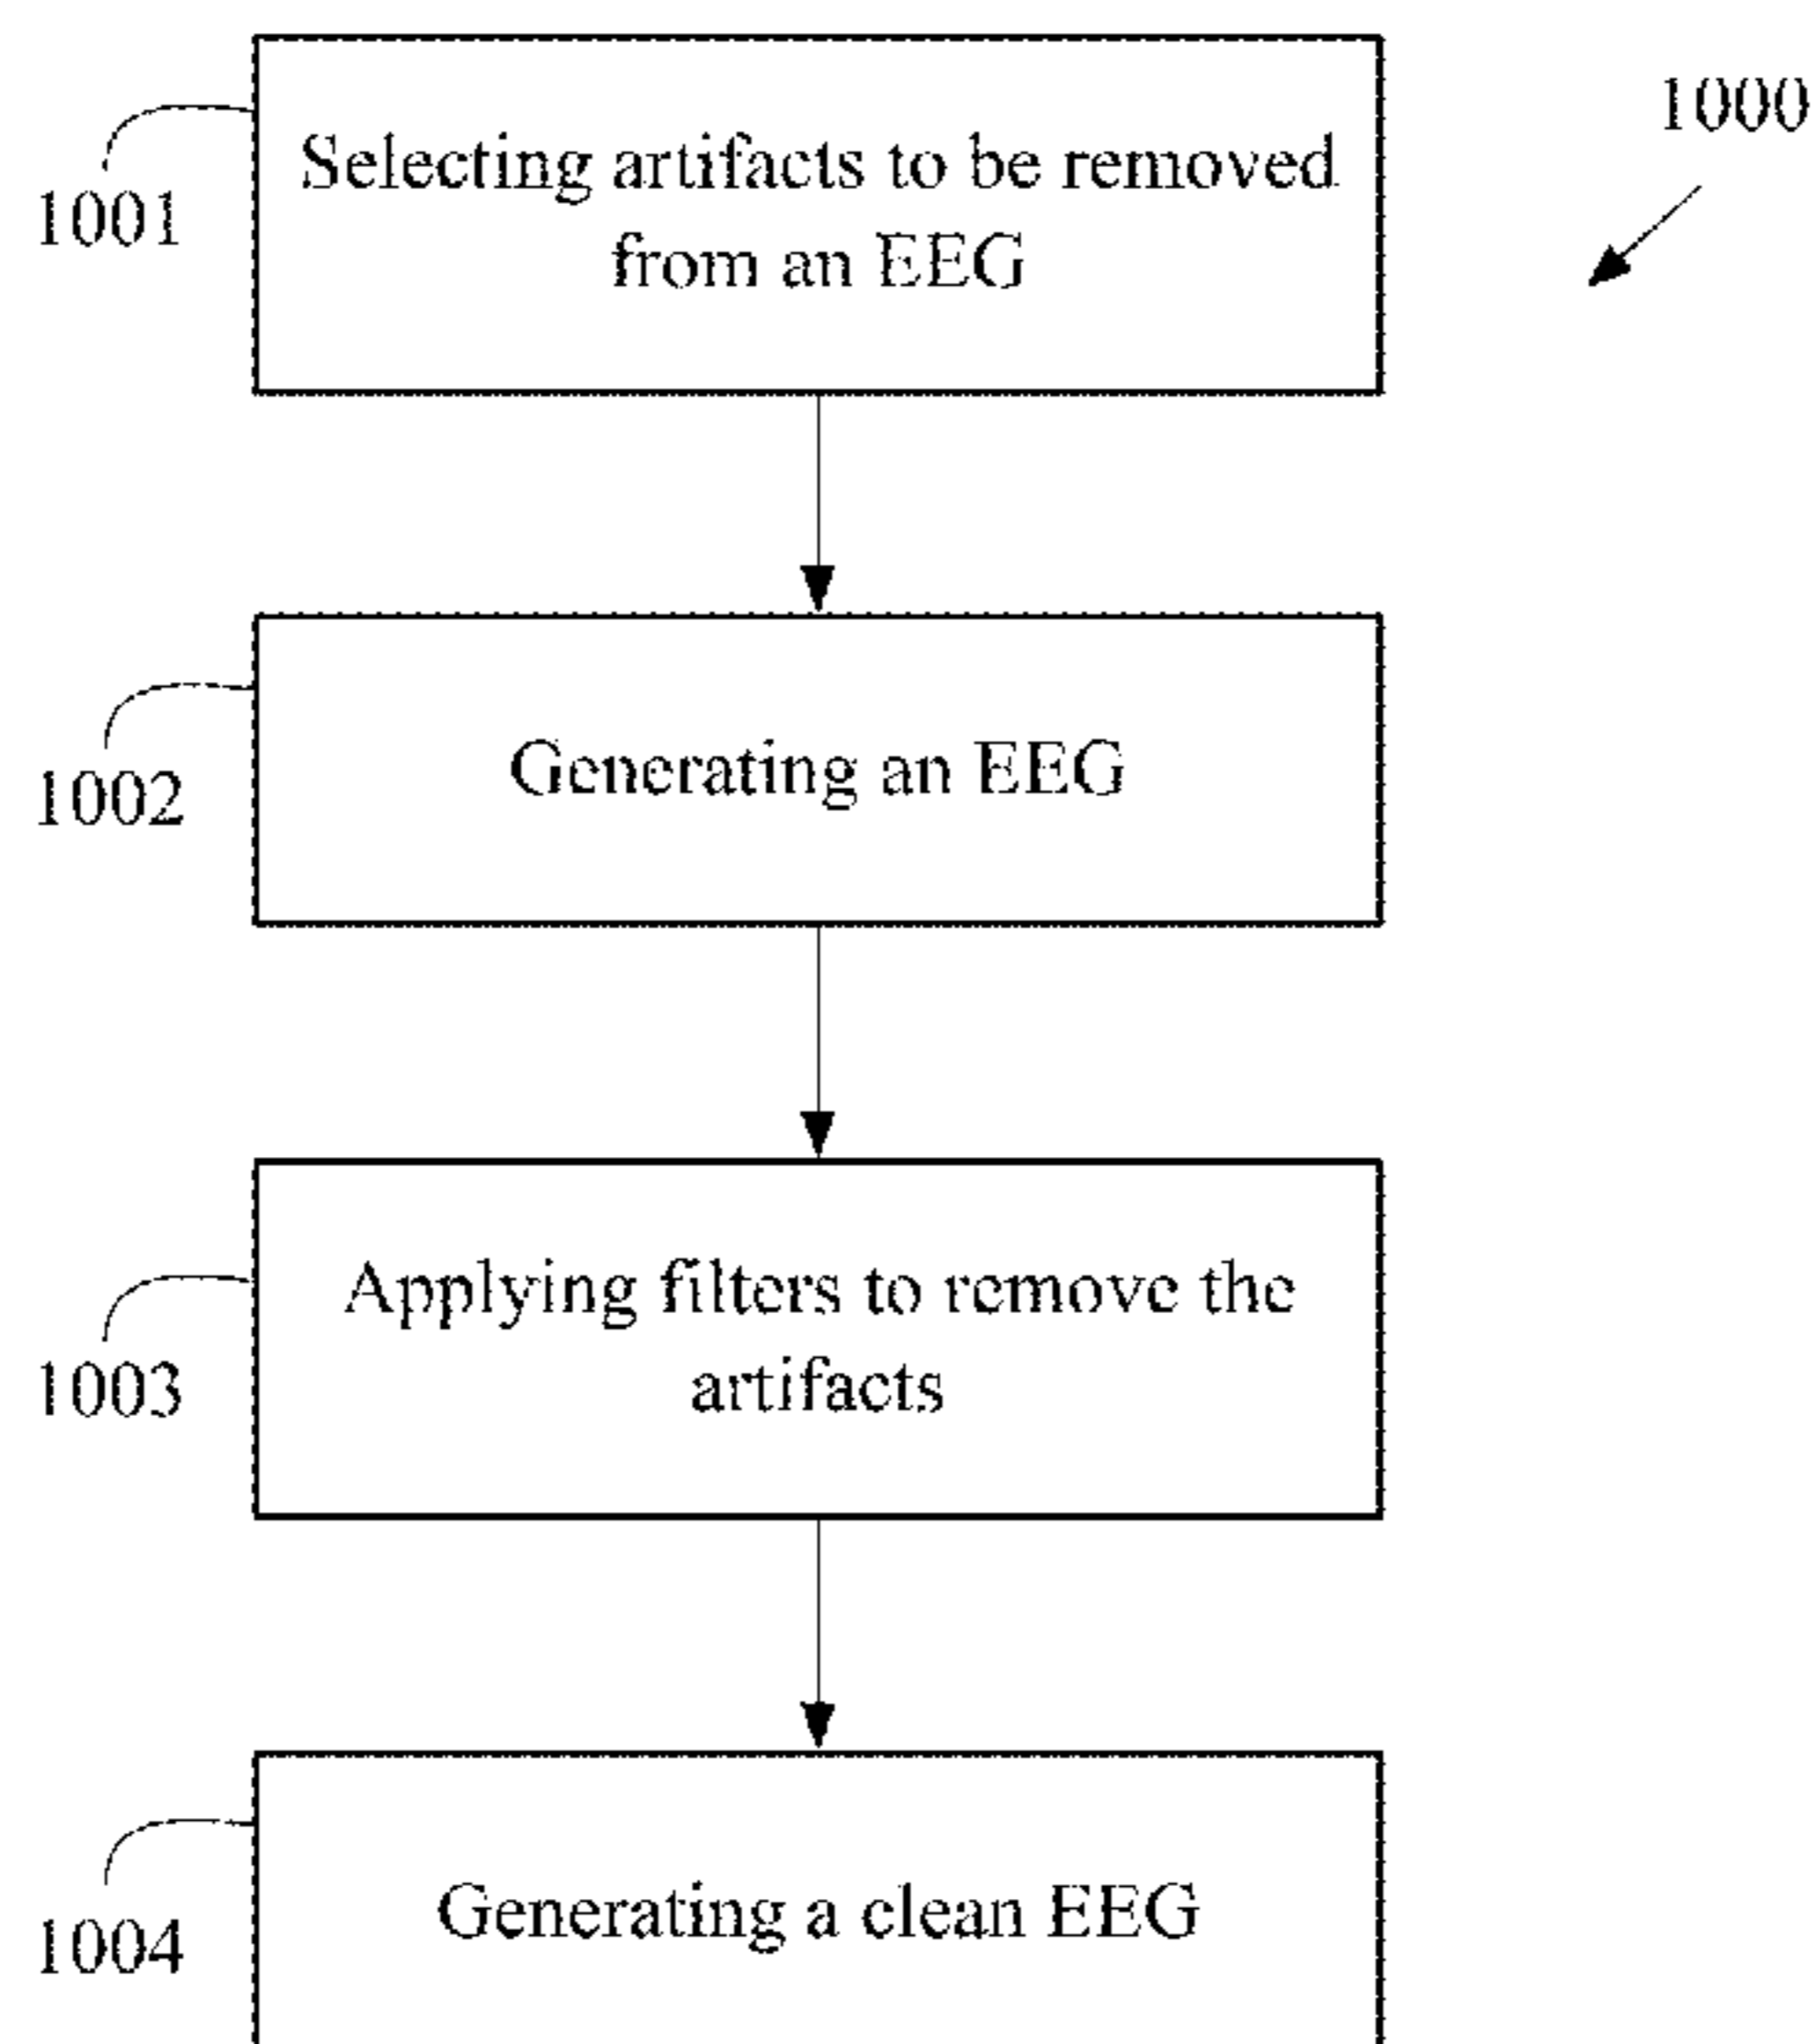 1000
1001
Selecting artifacts to be removed
from an EEG
1002
Generating an EEG
1003
Applying filters to remove the
artifacts
1004
Generating a clean EEG